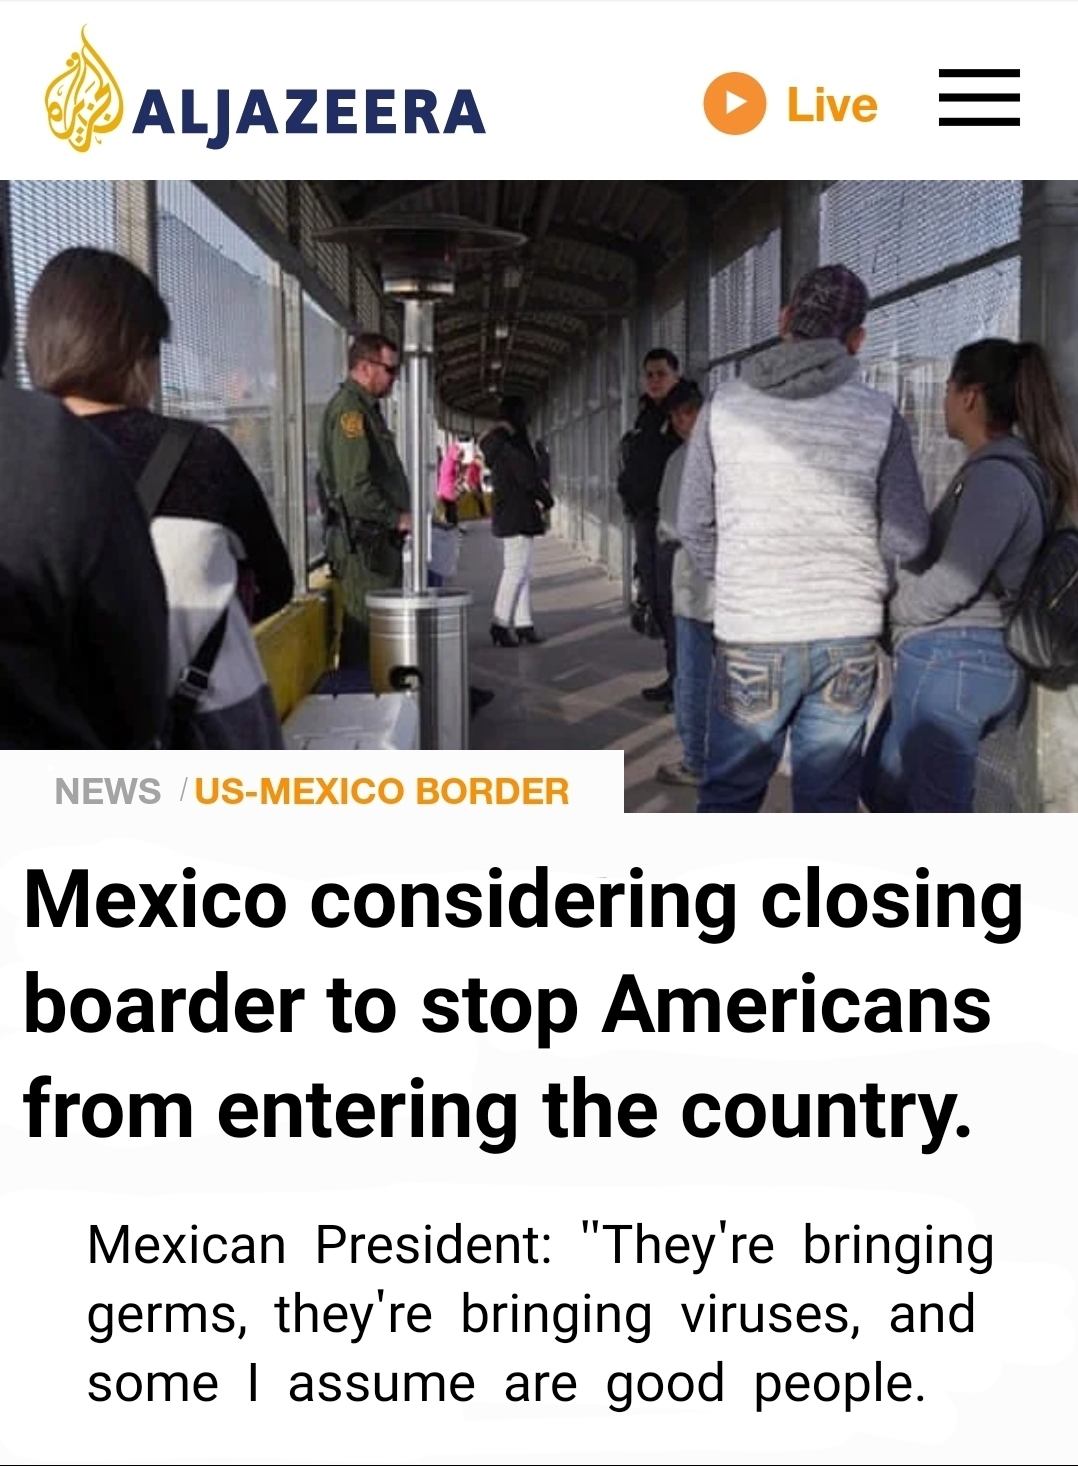 ALJAZEERA
Live
NEWS / US-MEXICO BORDER
Mexico considering closing
boarder to stop Americans
from entering the country.
Mexican President: "They're bringing
germs, they're bringing viruses, and
some I assume are good people.